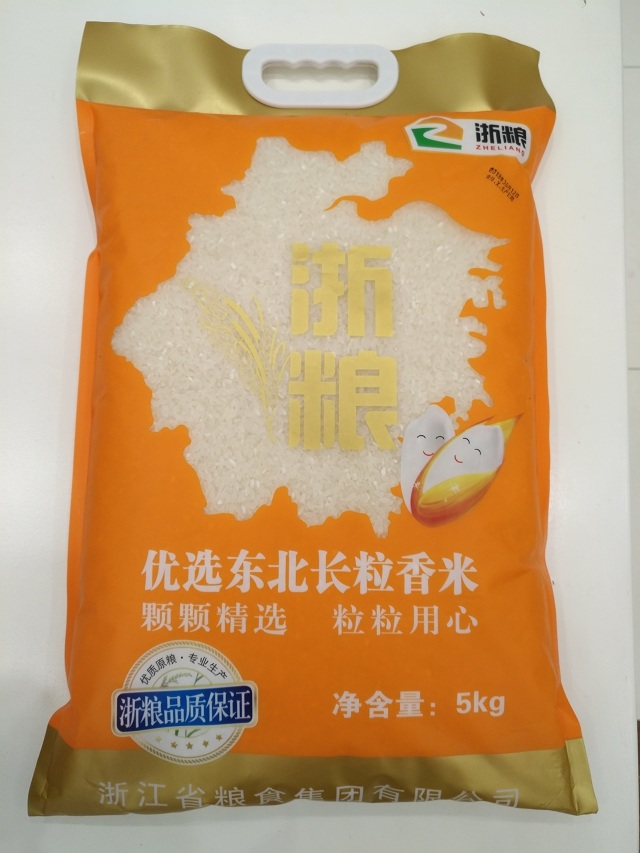 浙粮
ZHELIANG
浙
粮
优选东北长粒香米
颗颗精选 粒粒用心
优质原粮·专业生产
浙粮品质保证
净含量：5kg
浙江省粮食集团有限公司